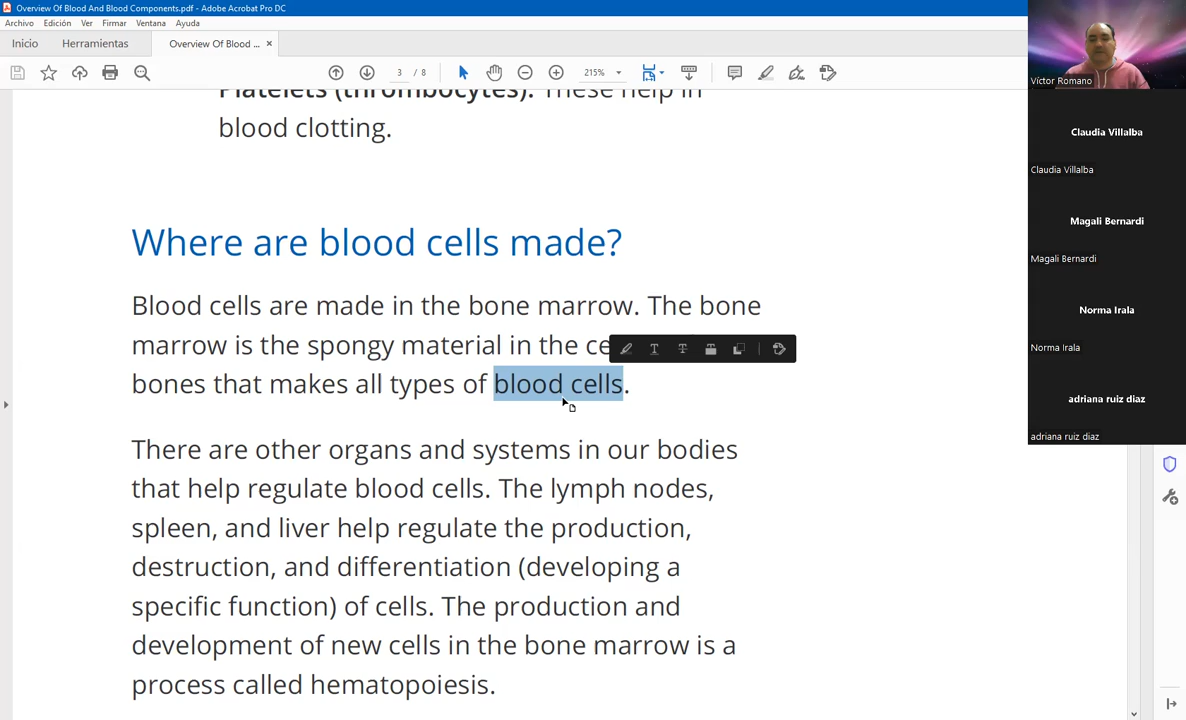 Overview Of Blood And Blood Components.pdf - Adobe Acrobat Pro DC
Archivo Edición Ver Firmar Ventana Ayuda
Inicio Herramientas Overview Of Blood ... ×
3 / 8 215%
Platelets (thrombocytes). These help in
blood clotting.
Where are blood cells made?
Blood cells are made in the bone marrow. The bone
marrow is the spongy material in the ce
bones that makes all types of blood cells.
There are other organs and systems in our bodies
that help regulate blood cells. The lymph nodes,
spleen, and liver help regulate the production,
destruction, and differentiation (developing a
specific function) of cells. The production and
development of new cells in the bone marrow is a
process called hematopoiesis.
Víctor Romano
Claudia Villalba
Claudia Villalba
Magali Bernardi
Magali Bernardi
Norma Irala
Norma Irala
adriana ruiz diaz
adriana ruiz diaz